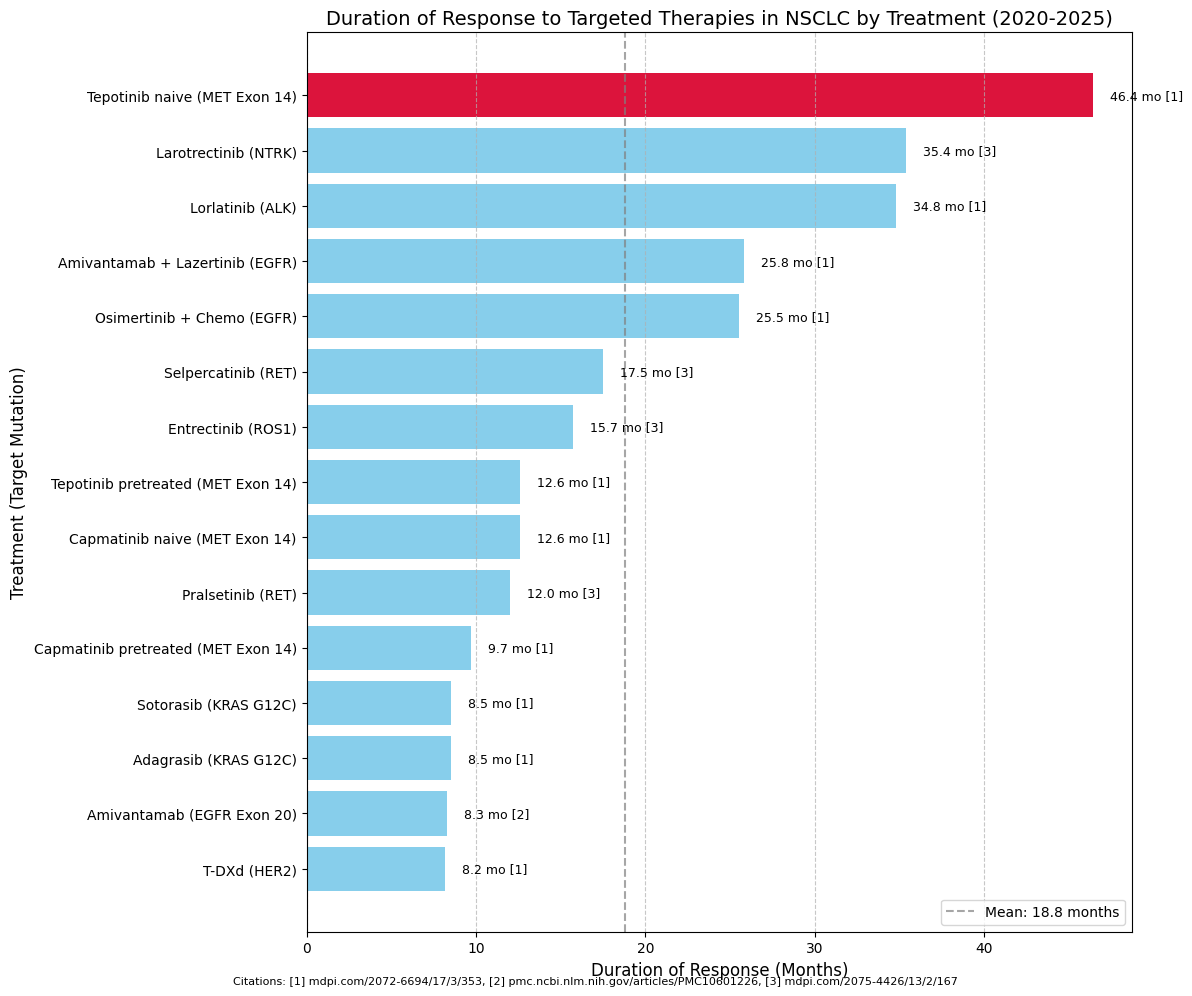 Duration of Response to Targeted Therapies in NSCLC by Treatment (2020-2025)
Treatment (Target Mutation)
Tepotinib naive (MET Exon 14) 46.4 mo [1]
Larotrectinib (NTRK) 35.4 mo [3]
Lorlatinib (ALK) 34.8 mo [1]
Amivantamab + Lazertinib (EGFR) 25.8 mo [1]
Osimertinib + Chemo (EGFR) 25.5 mo [1]
Selpercatinib (RET) 17.5 mo [3]
Entrectinib (ROS1) 15.7 mo [3]
Tepotinib pretreated (MET Exon 14) 12.6 mo [1]
Capmatinib naive (MET Exon 14) 12.6 mo [1]
Pralsetinib (RET) 12.0 mo [3]
Capmatinib pretreated (MET Exon 14) 9.7 mo [1]
Sotorasib (KRAS G12C) 8.5 mo [1]
Adagrasib (KRAS G12C) 8.5 mo [1]
Amivantamab (EGFR Exon 20) 8.3 mo [2]
T-DXd (HER2) 8.2 mo [1]
Mean: 18.8 months
0 10 20 30 40
Duration of Response (Months)
Citations: [1] mdpi.com/2072-6694/17/3/353, [2] pmc.ncbi.nlm.nih.gov/articles/PMC10601226, [3] mdpi.com/2075-4426/13/2/167